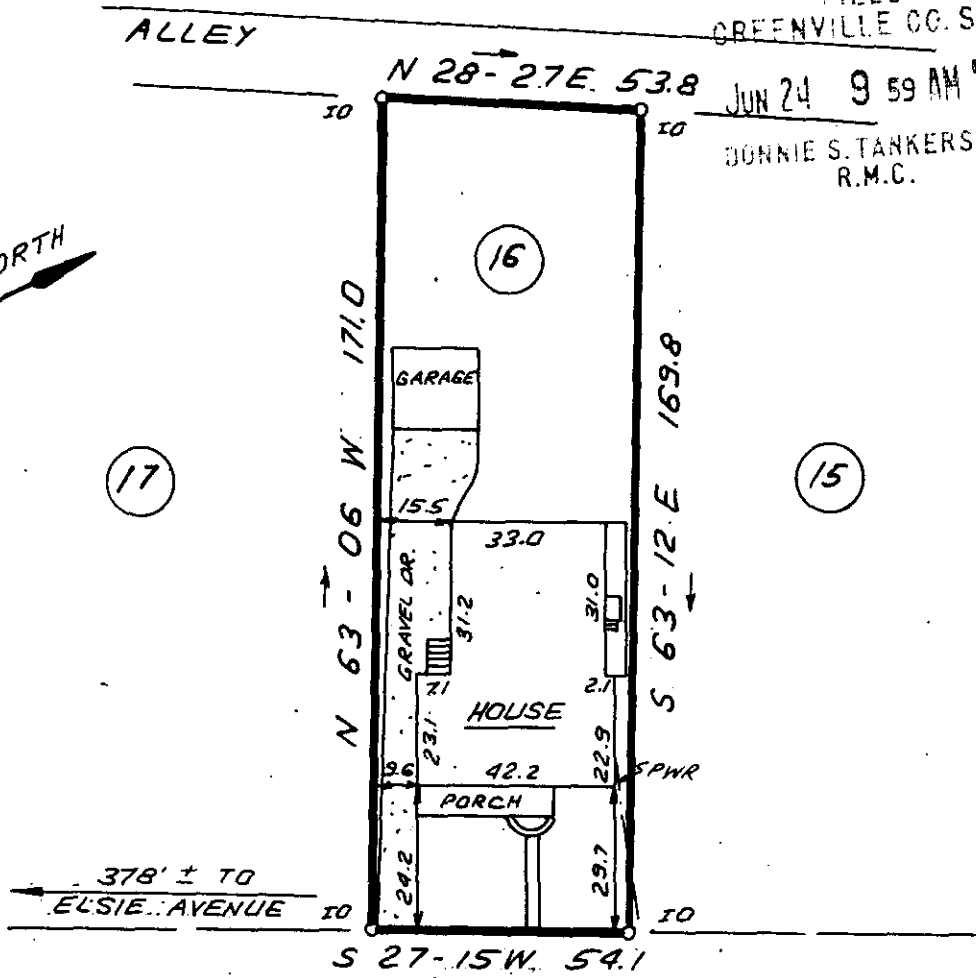 ALLEY
GREENVILLE CO. S
N 28-27 E. 53.8
JUN 24 9 59 AM
DONNIE S. TANKERS
R.M.C.
IO
IO
ORTH
16
N 63-06 W 171.0
S 63-12 E 169.8
GARAGE
17
15
15.5
33.0
GRAVEL DR.
31.2
31.0
7.1
2.1
HOUSE
23.1
22.9
9.6
42.2
SPWR
PORCH
24.2
29.7
378' ± TO
ELSIE AVENUE
IO
IO
S 27-15 W. 54.1